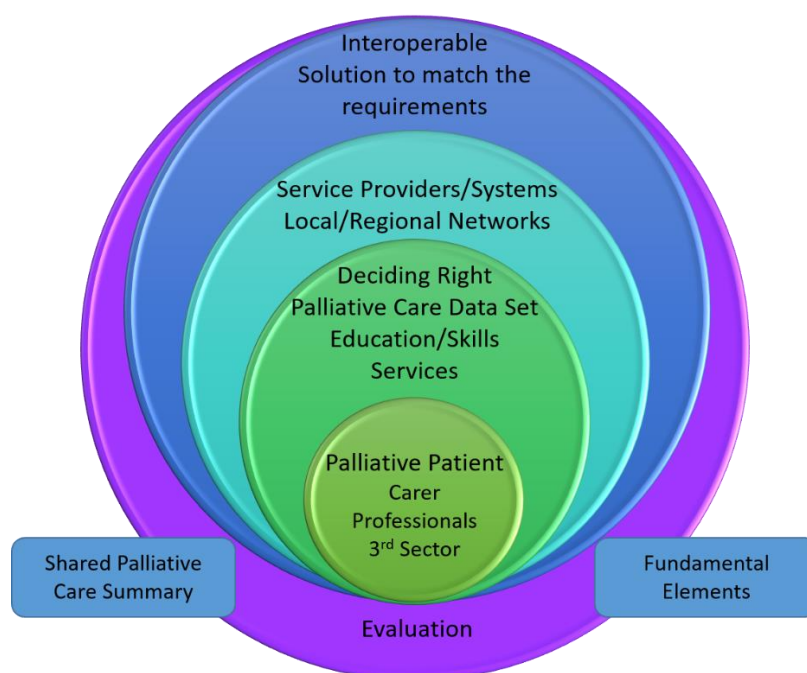 Interoperable
Solution to match the
requirements
Service Providers/Systems
Local/Regional Networks
Deciding Right
Palliative Care Data Set
Education/Skills
Services
Palliative Patient
Carer
Professionals
3rd Sector
Shared Palliative
Care Summary
Fundamental
Elements
Evaluation